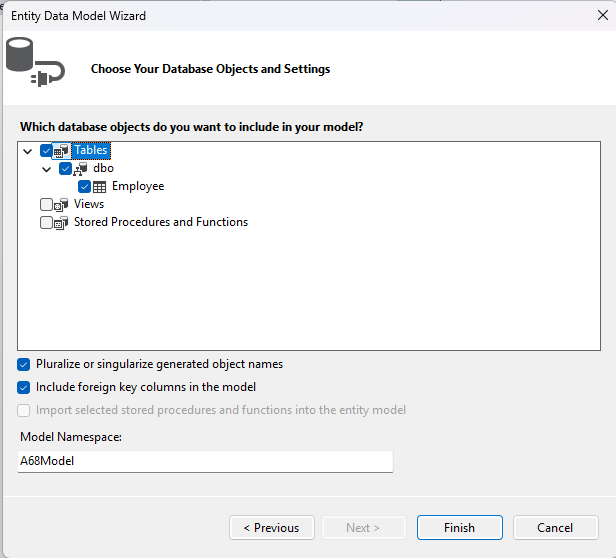 Entity Data Model Wizard
Choose Your Database Objects and Settings
Which database objects do you want to include in your model?
Tables
dbo
Employee
Views
Stored Procedures and Functions
Pluralize or singularize generated object names
Include foreign key columns in the model
Import selected stored procedures and functions into the entity model
Model Namespace:
A68Model
< Previous
Next >
Finish
Cancel